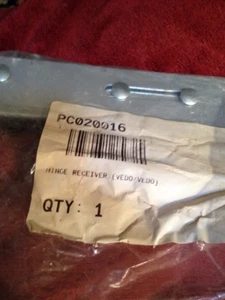 PC020016
HINGE RECEIVER (VEDO/VEDO)
QTY: 1